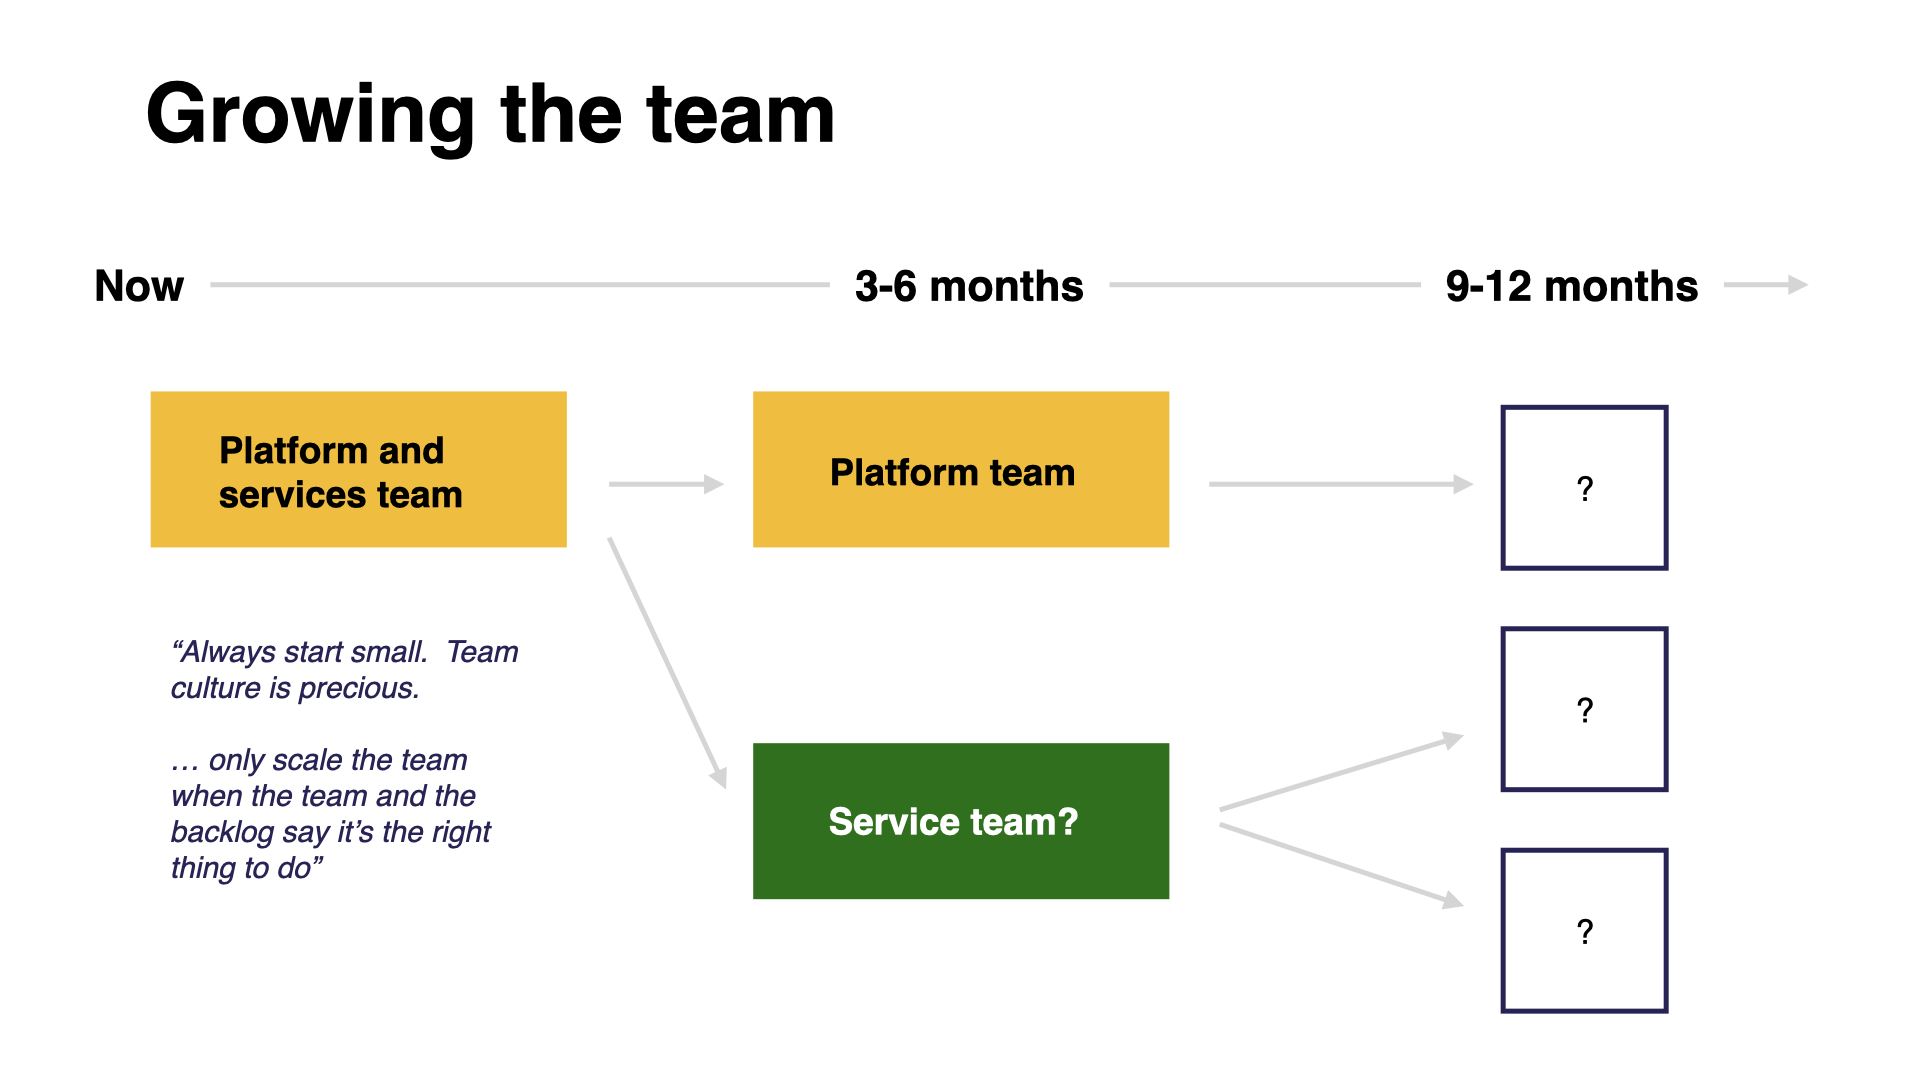 Growing the team
Now
3-6 months
9-12 months
Platform and
services team
Platform team
?
“Always start small.  Team
culture is precious.
… only scale the team
when the team and the
backlog say it’s the right
thing to do”
Service team?
?
?